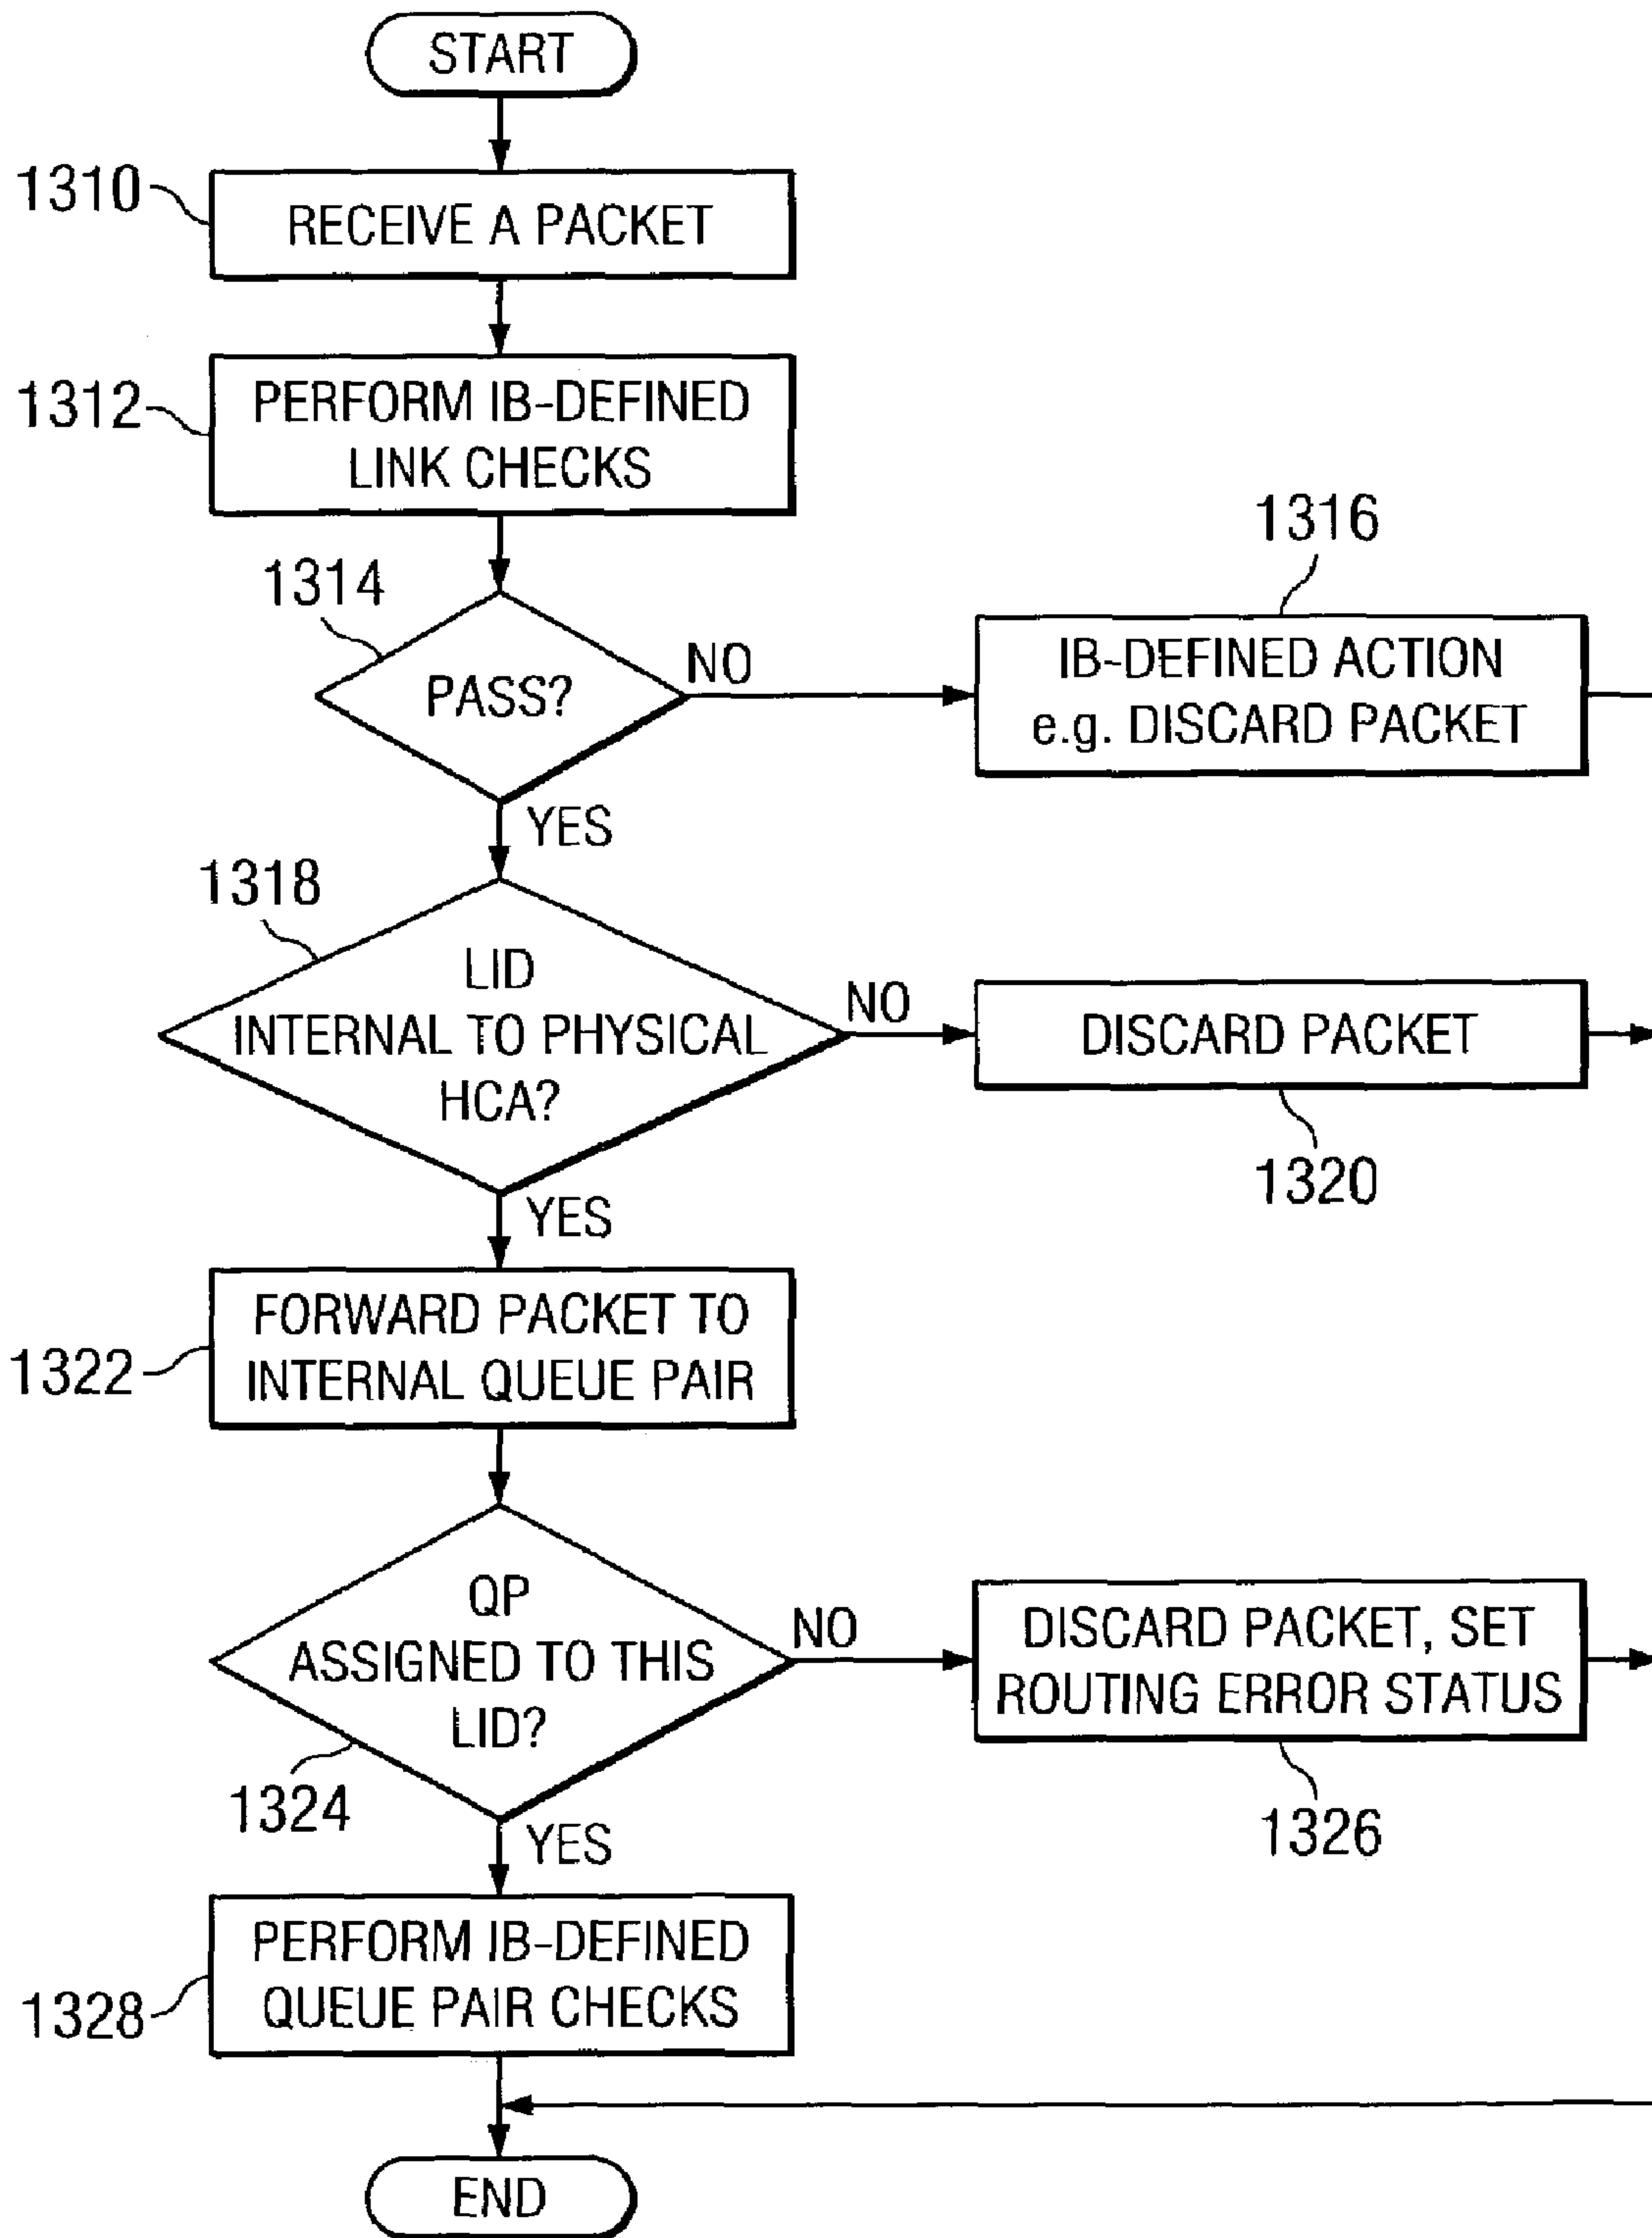 START
1310
RECEIVE A PACKET
1312
PERFORM IB-DEFINED
LINK CHECKS
1314
PASS?
NO
1316
IB-DEFINED ACTION
e.g. DISCARD PACKET
YES
1318
LID
INTERNAL TO PHYSICAL
HCA?
NO
DISCARD PACKET
1320
YES
1322
FORWARD PACKET TO
INTERNAL QUEUE PAIR
QP
ASSIGNED TO THIS
LID?
1324
NO
DISCARD PACKET, SET
ROUTING ERROR STATUS
1326
YES
1328
PERFORM IB-DEFINED
QUEUE PAIR CHECKS
END